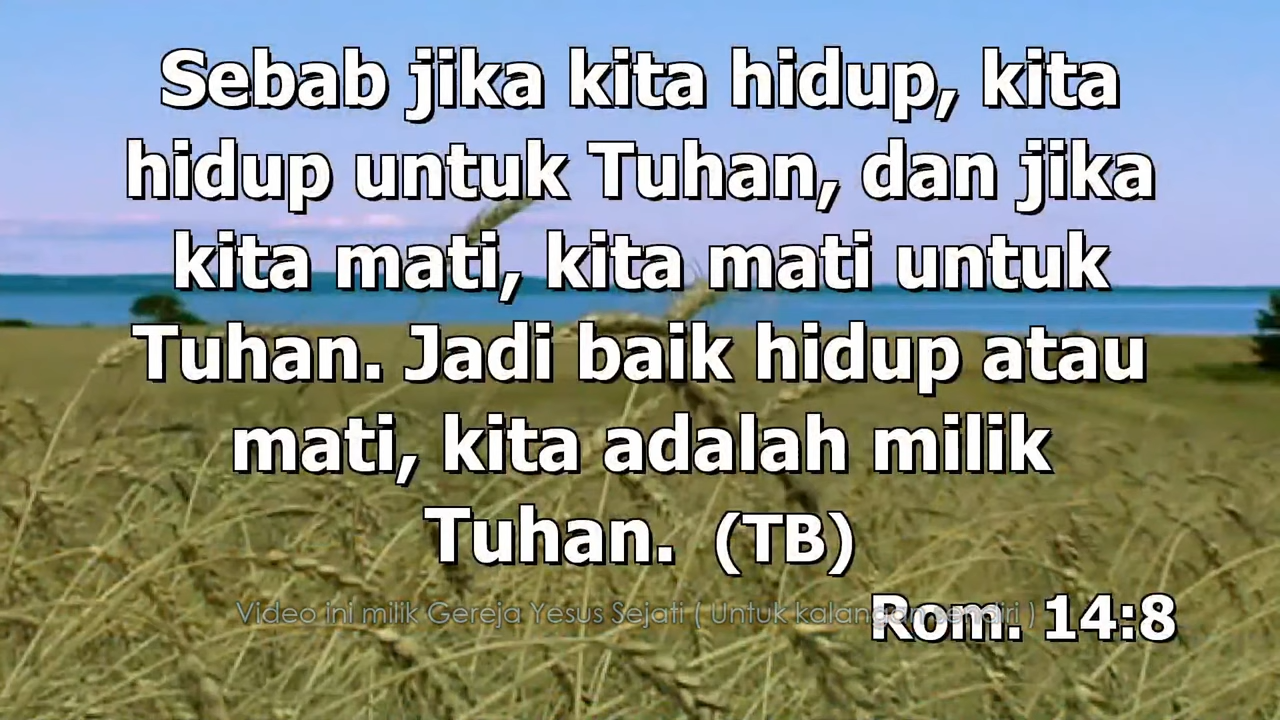 Sebab jika kita hidup, kita
hidup untuk Tuhan, dan jika
kita mati, kita mati untuk
Tuhan. Jadi baik hidup atau
mati, kita adalah milik
Tuhan. (TB)
Video ini milik Gereja Yesus Sejati ( Untuk kalangan sendiri )
Rom. 14:8